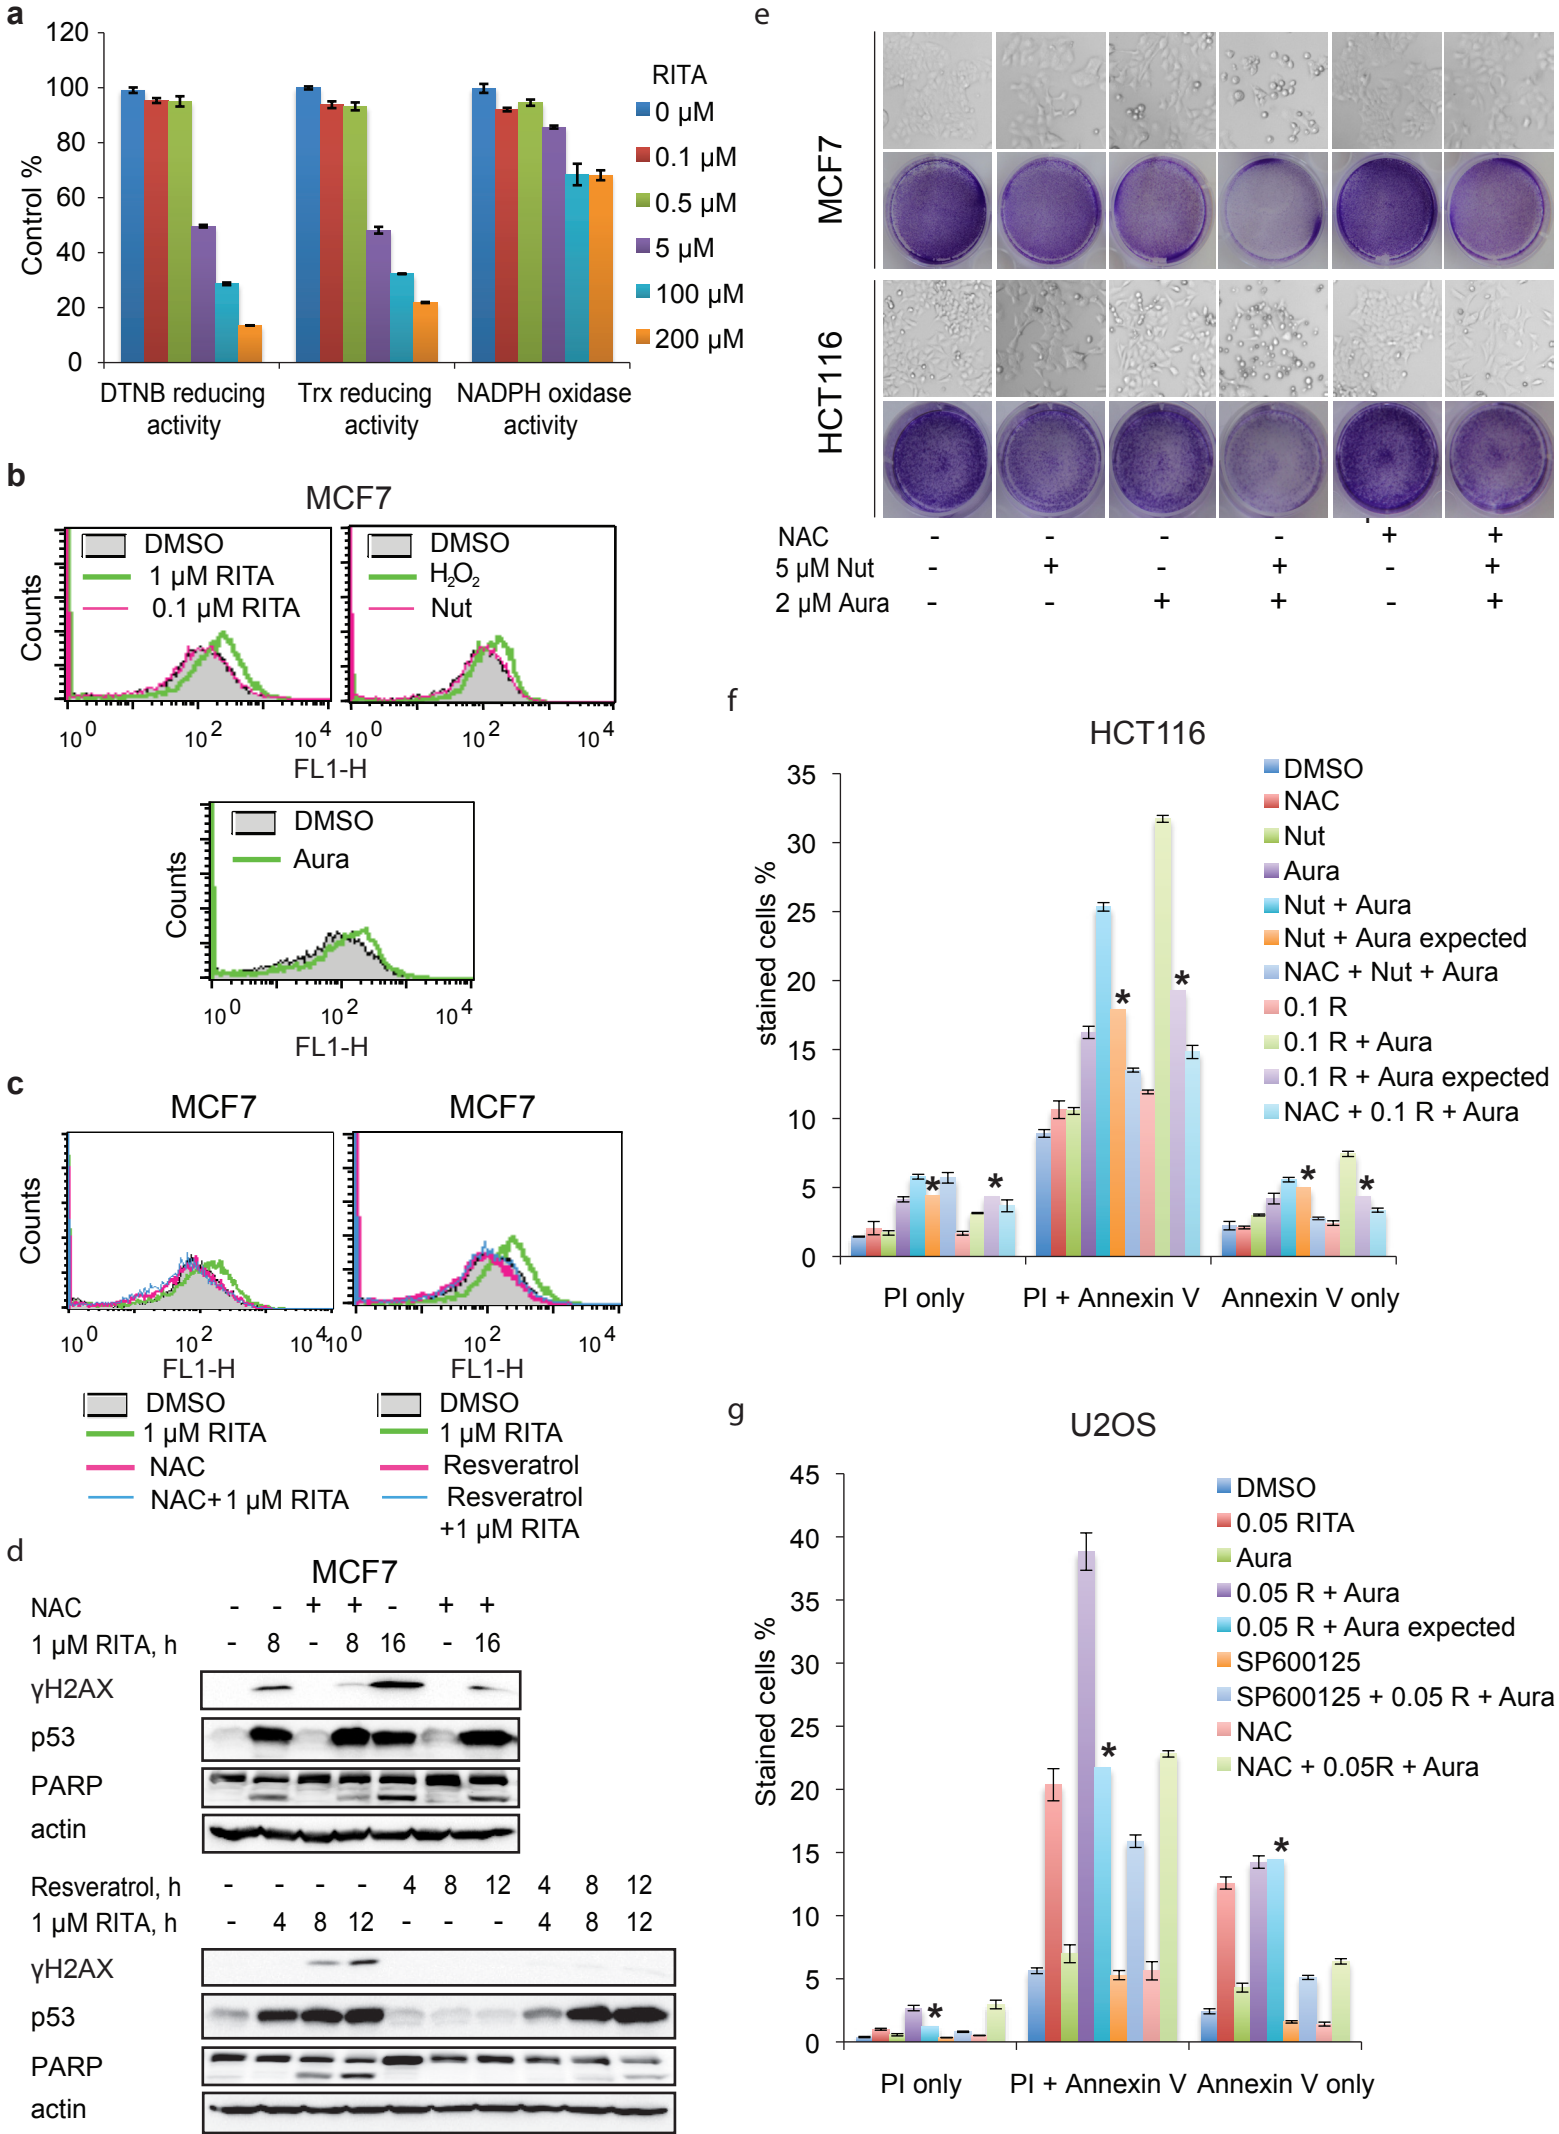 a
120
100
80
60
40
20
0
Control %
RITA
0 µM
0.1 µM
0.5 µM
5 µM
100 µM
200 µM
DTNB reducing activity
Trx reducing activity
NADPH oxidase activity
b
MCF7
Counts
DMSO
1 µM RITA
0.1 µM RITA
10^0 10^2 10^4
FL1-H
DMSO
H₂O₂
Nut
10^0 10^2 10^4
Counts
DMSO
Aura
10^0 10^2 10^4
FL1-H
c
MCF7
Counts
10^0 10^2 10^4
FL1-H
DMSO
1 µM RITA
NAC
NAC+ 1 µM RITA
MCF7
10^0 10^2 10^4
FL1-H
DMSO
1 µM RITA
Resveratrol
Resveratrol
+1 µM RITA
d
MCF7
NAC - - + + - + +
1 µM RITA, h - 8 - 8 16 - 16
γH2AX
p53
PARP
actin
Resveratrol, h - - - - 4 8 12 4 8 12
1 µM RITA, h - 4 8 12 - - - 4 8 12
γH2AX
p53
PARP
actin
e
MCF7
HCT116
NAC - - - - + +
5 µM Nut - + - + - +
2 µM Aura - - + + - +
f
HCT116
35
30
25
20
15
10
5
0
stained cells %
DMSO
NAC
Nut
Aura
Nut + Aura
Nut + Aura expected
NAC + Nut + Aura
0.1 R
0.1 R + Aura
0.1 R + Aura expected
NAC + 0.1 R + Aura
* * * * * *
PI only
PI + Annexin V
Annexin V only
g
U2OS
45
40
35
30
25
20
15
10
5
0
Stained cells %
DMSO
0.05 RITA
Aura
0.05 R + Aura
0.05 R + Aura expected
SP600125
SP600125 + 0.05 R + Aura
NAC
NAC + 0.05R + Aura
* * *
PI only
PI + Annexin V
Annexin V only